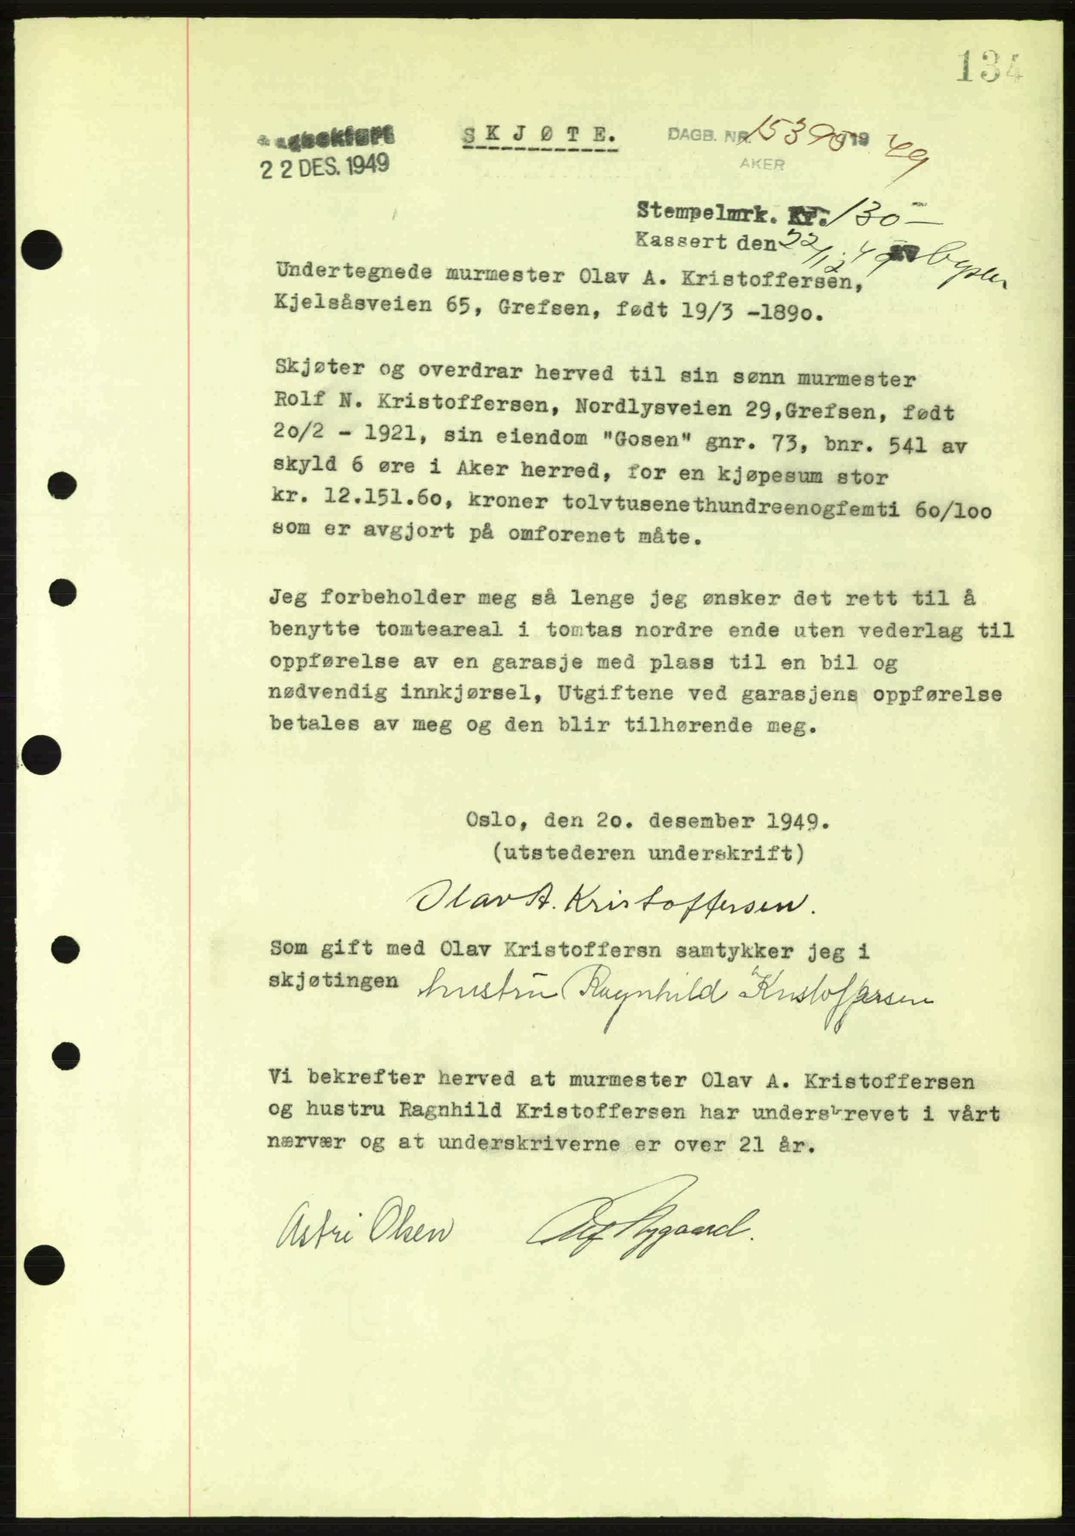 134
Dagbokført
22 DES. 1949
SKJØTE.
DAGB. NR. 15390 1949
AKER
Stempelmrk. Kr. 130-
Kassert den 22/12 49 av
Undertegnede murmester Olav A. Kristoffersen,
Kjelsåsveien 65, Grefsen, født 19/3 -1890.
Skjøter og overdrar herved til sin sønn murmester
Rolf N. Kristoffersen, Nordlysveien 29,Grefsen, født
20/2 - 1921, sin eiendom "Gosen" gnr. 73, bnr. 541 av
skyld 6 øre i Aker herred, for en kjøpesum stor
kr. 12.151.60, kroner tolvtusenethundreenogfemti 60/100
som er avgjort på omforenet måte.
Jeg forbeholder meg så lenge jeg ønsker det rett til å
benytte tomteareal i tomtas nordre ende uten vederlag til
oppførelse av en garasje med plass til en bil og
nødvendig innkjørsel, Utgiftene ved garasjens oppførelse
betales av meg og den blir tilhørende meg.
Oslo, den 20. desember 1949.
(utstederen underskrift)
Olav A. Kristoffersen.
Som gift med Olav Kristoffersn samtykker jeg i
skjøtingen hustru Ragnhild Kristoffersen
Vi bekrefter herved at murmester Olav A. Kristoffersen
og hustru Ragnhild Kristoffersen har underskrevet i vårt
nærvær og at underskriverne er over 21 år.
Astri Olsen Leif Nygaard.